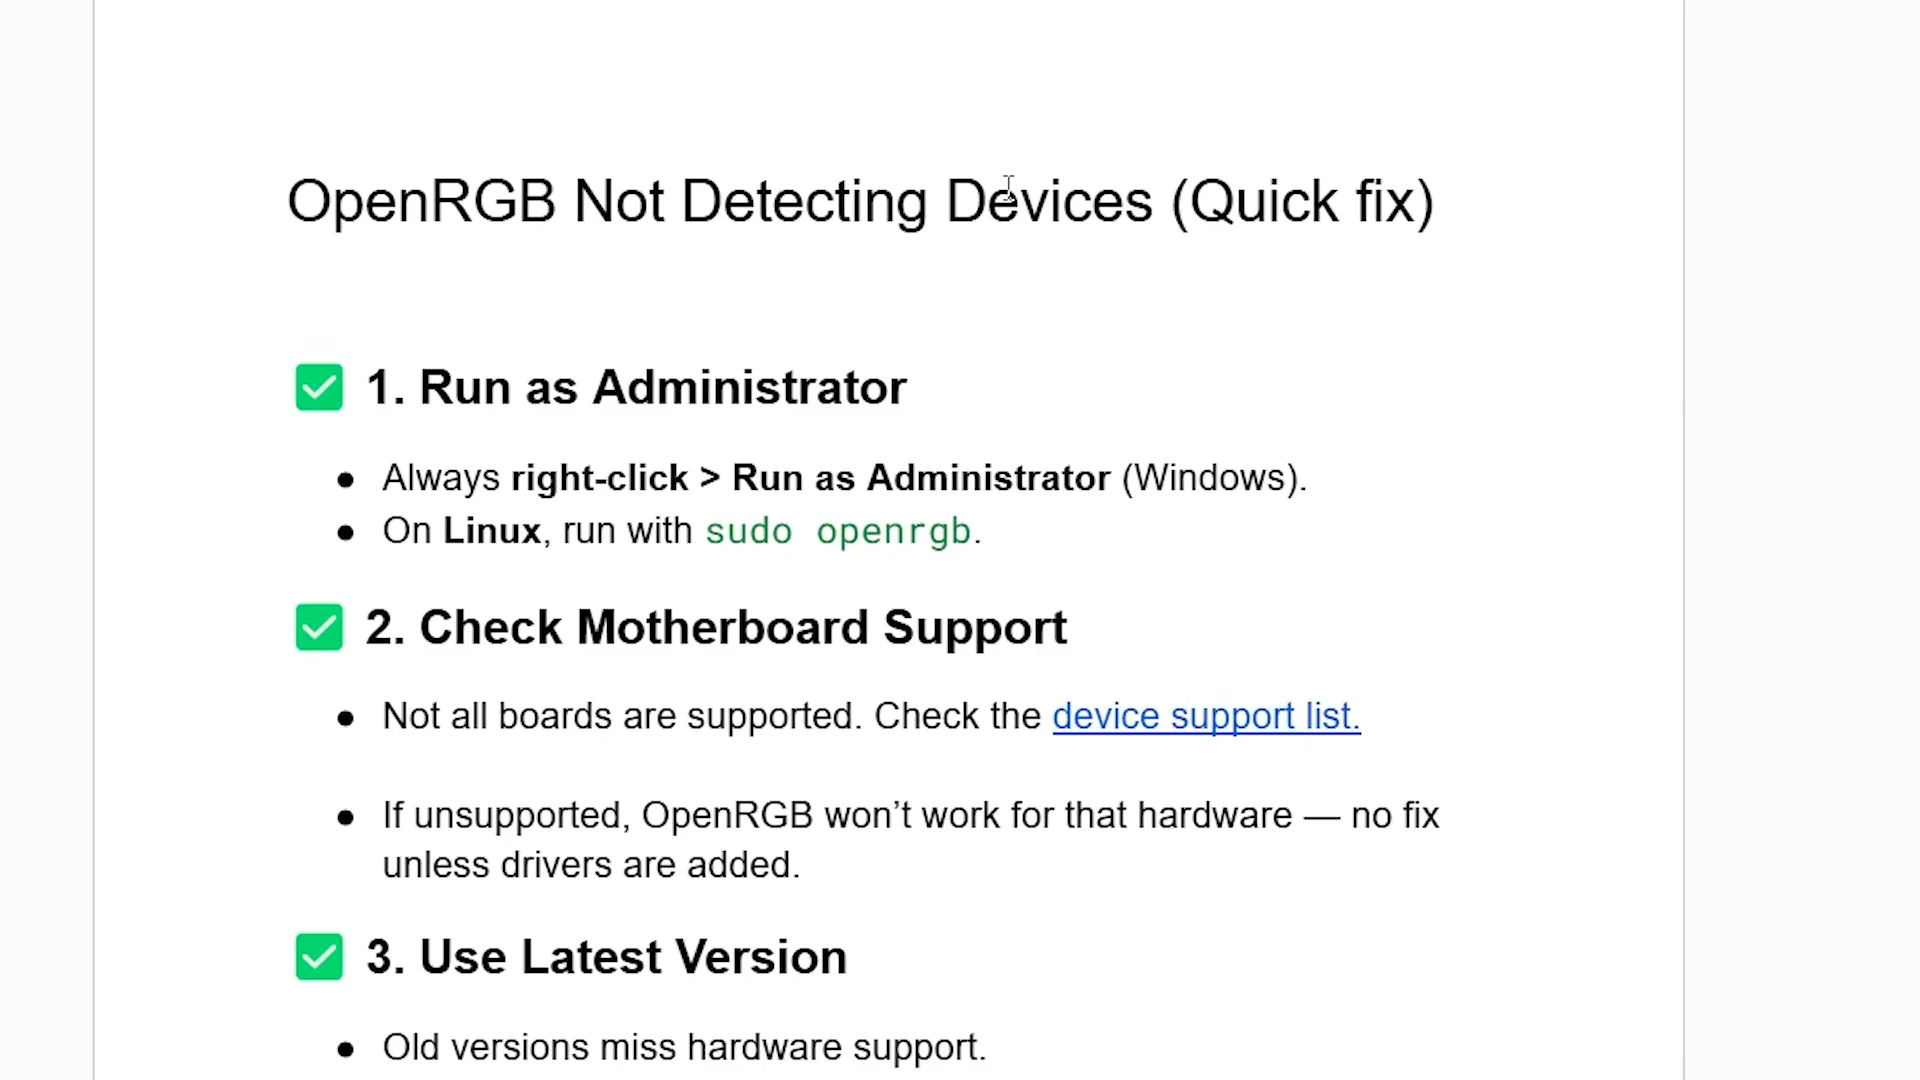 OpenRGB Not Detecting Devices (Quick fix)
✅ 1. Run as Administrator
● Always right-click > Run as Administrator (Windows).
● On Linux, run with sudo openrgb.
✅ 2. Check Motherboard Support
● Not all boards are supported. Check the device support list.
● If unsupported, OpenRGB won’t work for that hardware — no fix
unless drivers are added.
✅ 3. Use Latest Version
● Old versions miss hardware support.